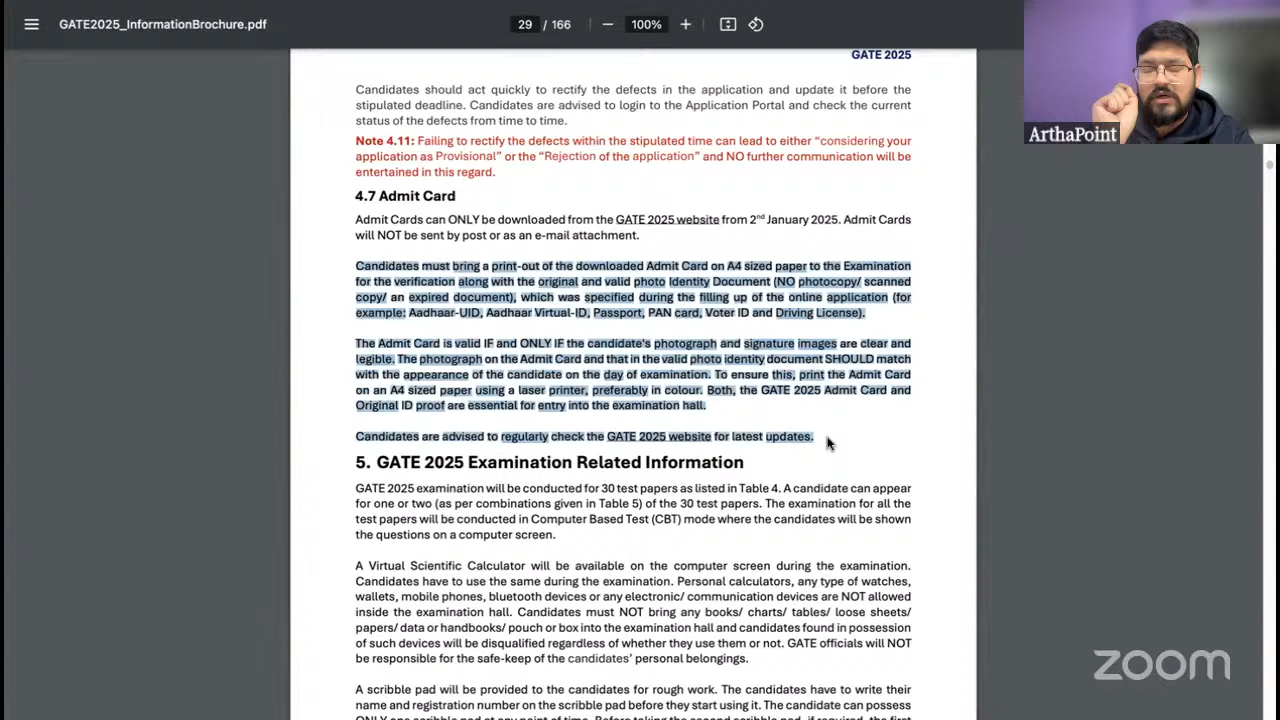 GATE2025_InformationBrochure.pdf
29 / 166
100%
ArthaPoint
GATE 2025
Candidates should act quickly to rectify the defects in the application and update it before the
stipulated deadline. Candidates are advised to login to the Application Portal and check the current
status of the defects from time to time.
Note 4.11: Failing to rectify the defects within the stipulated time can lead to either “considering your
application as Provisional” or the “Rejection of the application” and NO further communication will be
entertained in this regard.
4.7 Admit Card
Admit Cards can ONLY be downloaded from the GATE 2025 website from 2nd January 2025. Admit Cards
will NOT be sent by post or as an e-mail attachment.
Candidates must bring a print-out of the downloaded Admit Card on A4 sized paper to the Examination
for the verification along with the original and valid photo Identity Document (NO photocopy/ scanned
copy/ an expired document), which was specified during the filling up of the online application (for
example: Aadhaar-UID, Aadhaar Virtual-ID, Passport, PAN card, Voter ID and Driving License).
The Admit Card is valid IF and ONLY IF the candidate's photograph and signature images are clear and
legible. The photograph on the Admit Card and that in the valid photo identity document SHOULD match
with the appearance of the candidate on the day of examination. To ensure this, print the Admit Card
on an A4 sized paper using a laser printer, preferably in colour. Both, the GATE 2025 Admit Card and
Original ID proof are essential for entry into the examination hall.
Candidates are advised to regularly check the GATE 2025 website for latest updates.
5. GATE 2025 Examination Related Information
GATE 2025 examination will be conducted for 30 test papers as listed in Table 4. A candidate can appear
for one or two (as per combinations given in Table 5) of the 30 test papers. The examination for all the
test papers will be conducted in Computer Based Test (CBT) mode where the candidates will be shown
the questions on a computer screen.
A Virtual Scientific Calculator will be available on the computer screen during the examination.
Candidates have to use the same during the examination. Personal calculators, any type of watches,
wallets, mobile phones, bluetooth devices or any electronic/ communication devices are NOT allowed
inside the examination hall. Candidates must NOT bring any books/ charts/ tables/ loose sheets/
papers/ data or handbooks/ pouch or box into the examination hall and candidates found in possession
of such devices will be disqualified regardless of whether they use them or not. GATE officials will NOT
be responsible for the safe-keep of the candidates’ personal belongings.
zoom
A scribble pad will be provided to the candidates for rough work. The candidates have to write their
name and registration number on the scribble pad before they start using it. The candidate can possess
ONLY one scribble pad at any point of time. Before taking the second scribble pad, if required, the first